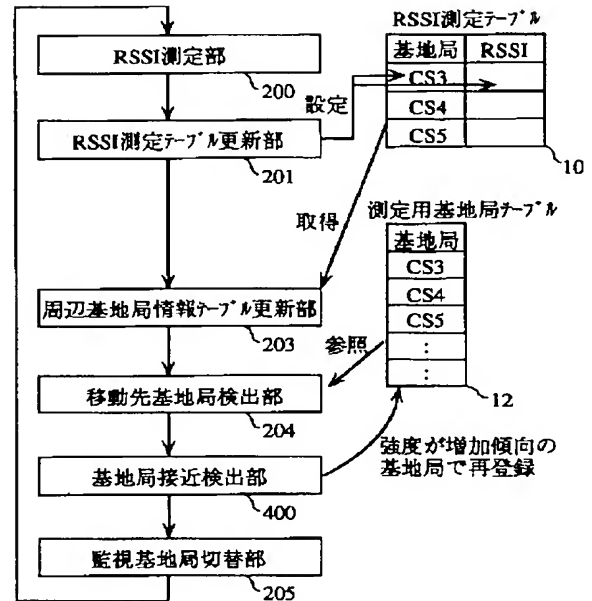 RSSI測定部
200
RSSI測定テーブル更新部
201
周辺基地局情報テーブル更新部
203
移動先基地局検出部
204
基地局接近検出部
400
監視基地局切替部
205
設定
取得
参照
RSSI測定テーブル
基地局 RSSI
CS3
CS4
CS5
10
測定用基地局テーブル
基地局
CS3
CS4
CS5
:
:
12
強度が増加傾向の
基地局で再登録